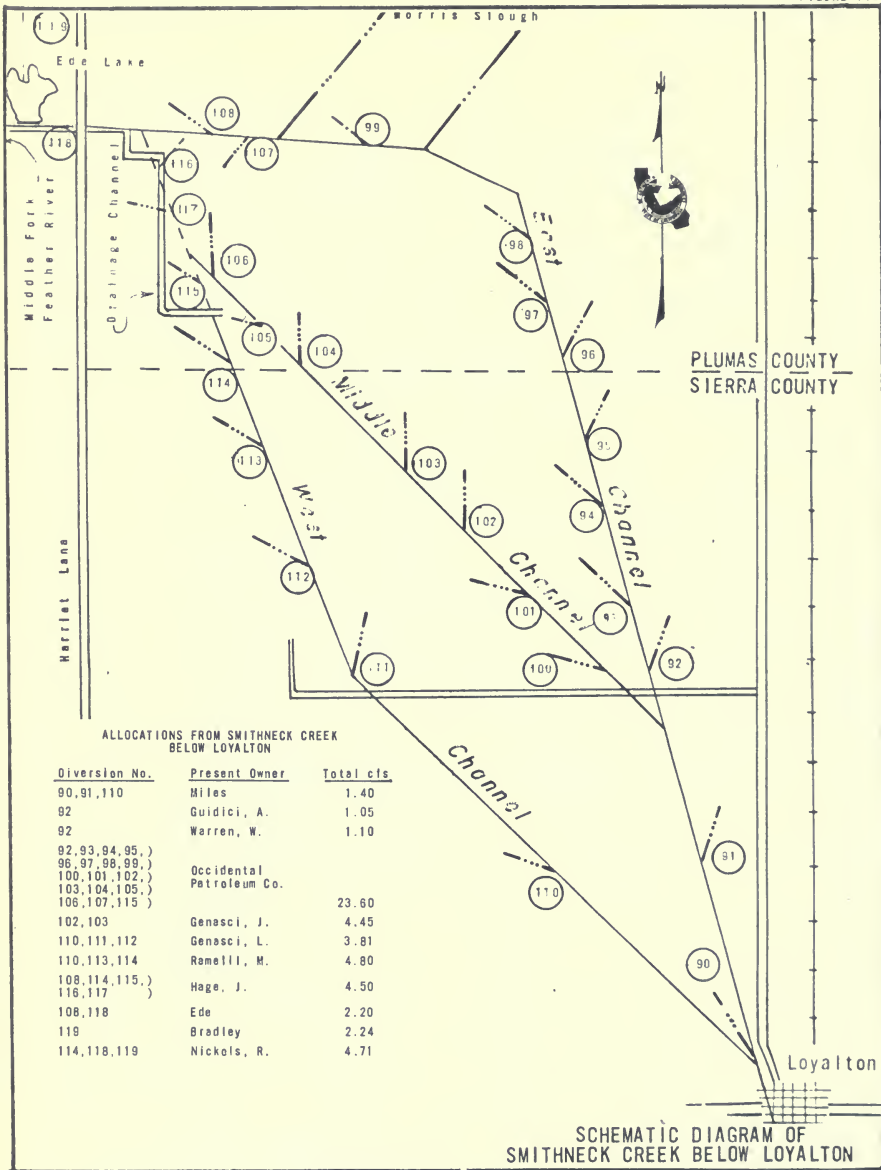 Morris Slough
119
Ede Lake
108
99
118
107
116
Middle Fork
Feather River
Drainage Channel
117
N
East
98
106
115
97
105
104
96
PLUMAS COUNTY
SIERRA COUNTY
114
Middle
95
113
103
West
94
Channel
102
Harriet Lana
112
Channel
101
93
92
100
111
ALLOCATIONS FROM SMITHNECK CREEK
BELOW LOYALTON
Diversion No. Present Owner Total cfs
90,91,110 Miles 1.40
92 Guidici, A. 1.05
92 Warren, W. 1.10
92,93,94,95,)
96,97,98,99,)
100,101,102,)
103,104,105,)
106,107,115 )
Occidental
Petroleum Co.
23.60
102,103 Genasci, J. 4.45
110,111,112 Genasci, L. 3.81
110,113,114 Ramelli, M. 4.80
108,114,115,)
116,117 )
Hage, J. 4.50
108,118 Ede 2.20
119 Bradley 2.24
114,118,119 Nickols, R. 4.71
Channel
91
110
90
Loyalton
SCHEMATIC DIAGRAM OF
SMITHNECK CREEK BELOW LOYALTON